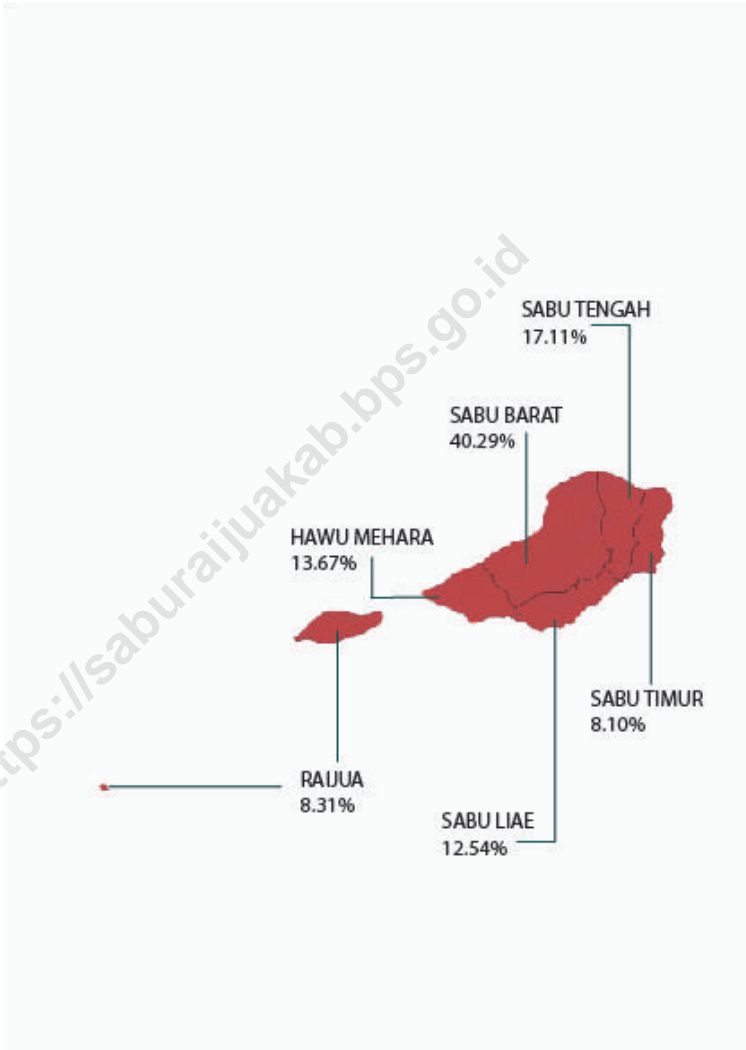 SABU TENGAH
17.11%
SABU BARAT
40.29%
HAWU MEHARA
13.67%
SABU TIMUR
8.10%
RAIJUA
8.31%
SABU LIAE
12.54%
ttps://saburaijuakab.bps.go.id